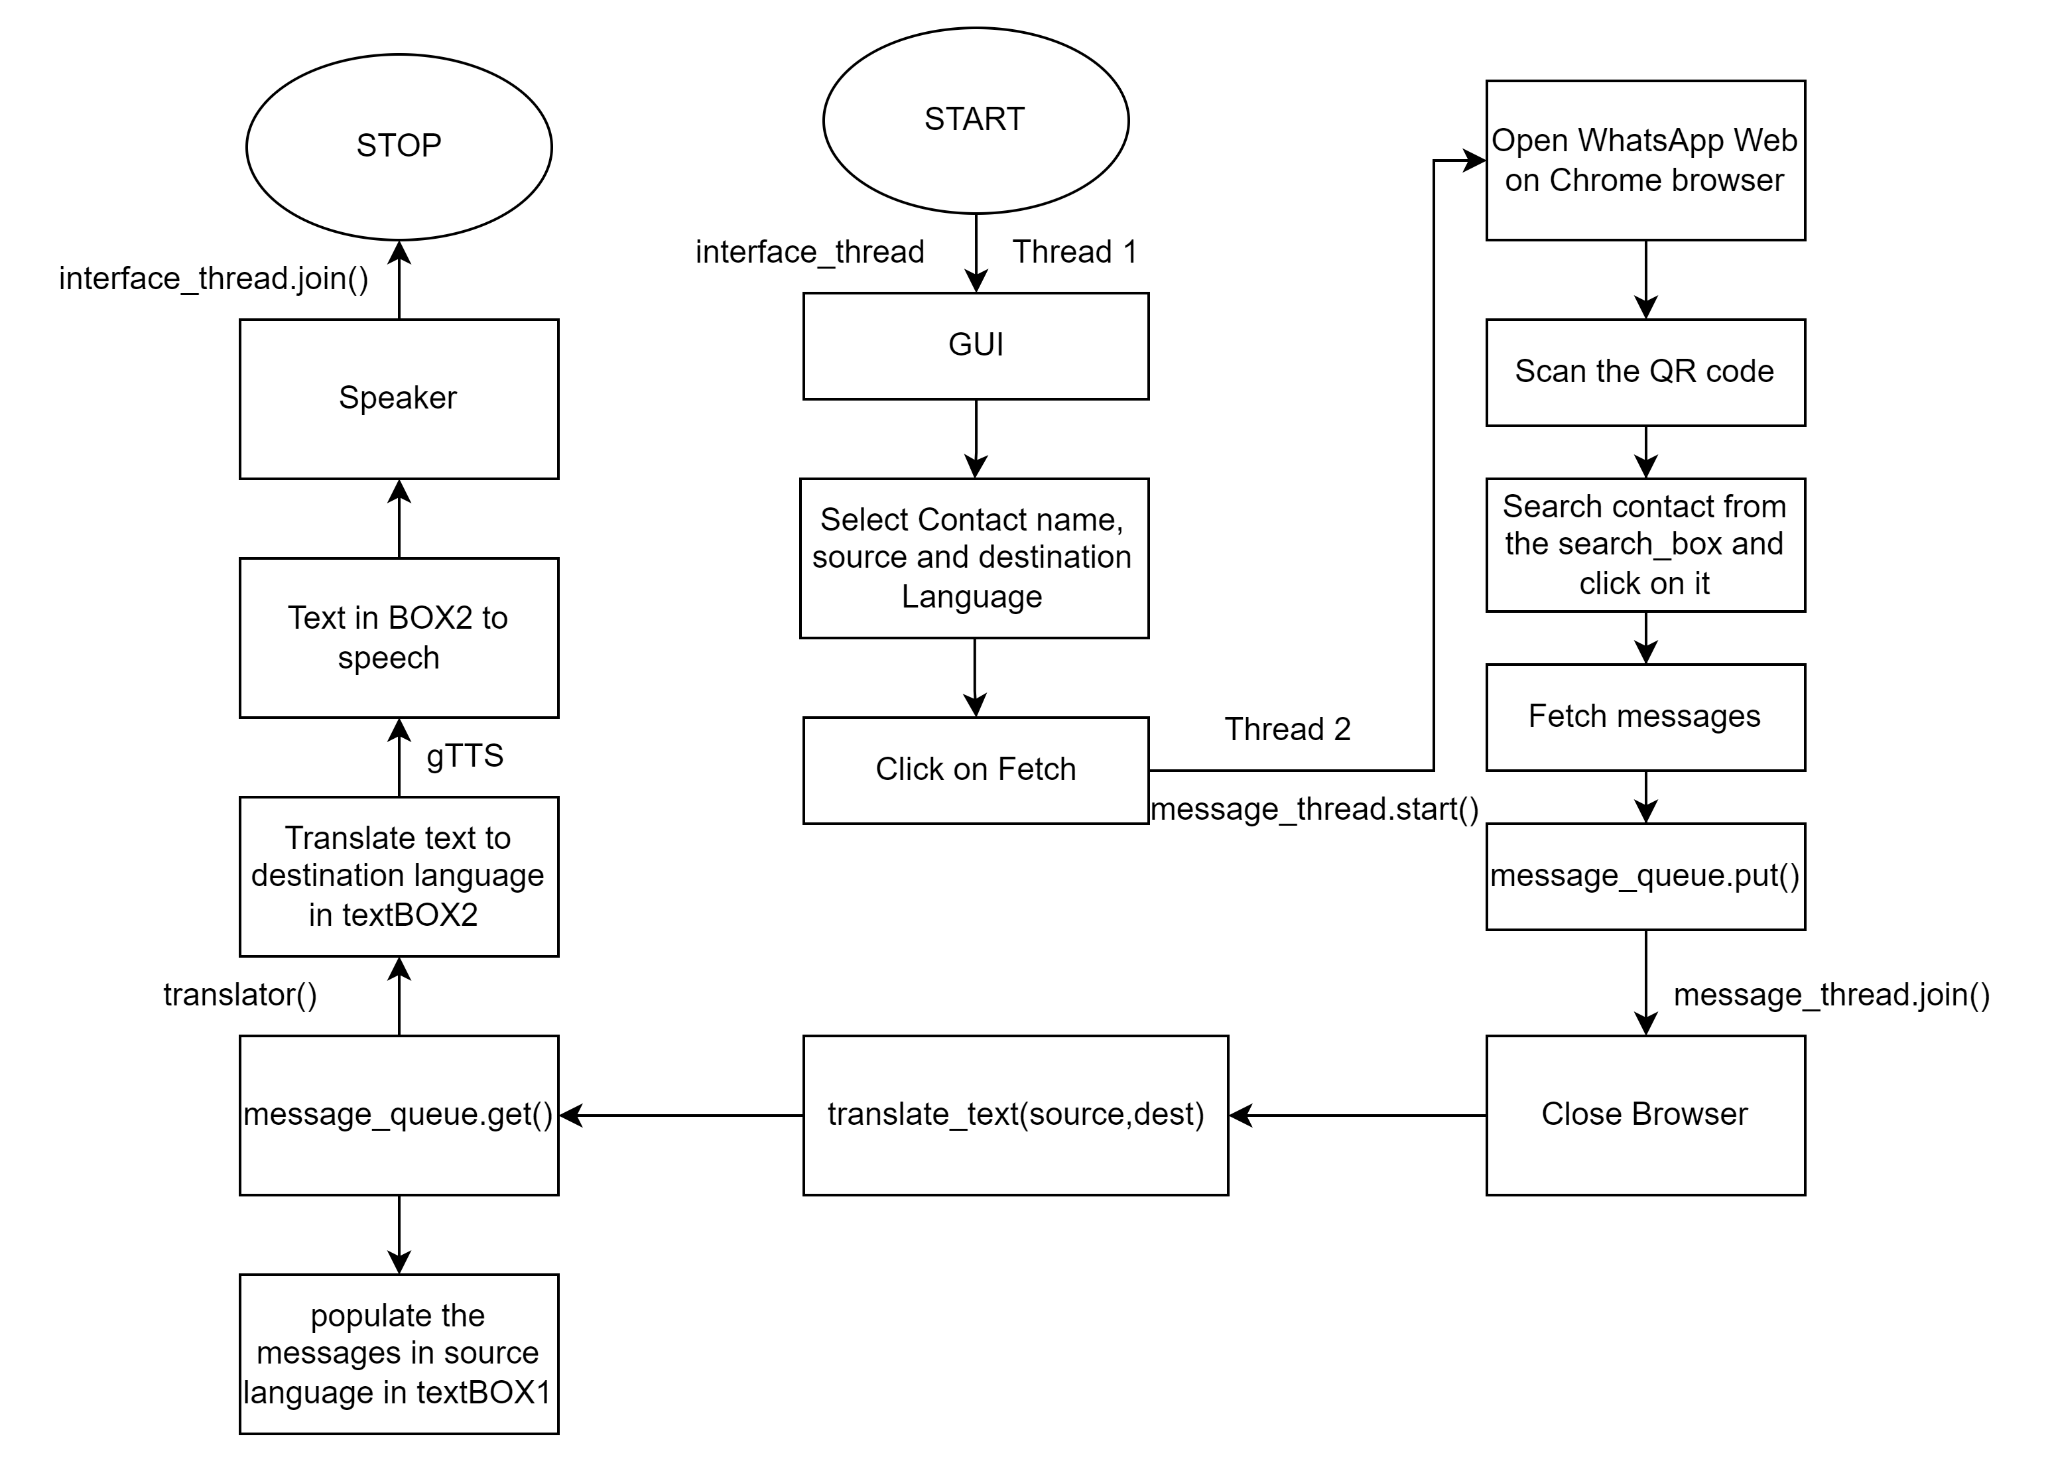 START
interface_thread
Thread 1
GUI
Select Contact name,
source and destination
Language
Click on Fetch
Thread 2
message_thread.start()
Open WhatsApp Web
on Chrome browser
Scan the QR code
Search contact from
the search_box and
click on it
Fetch messages
message_queue.put()
message_thread.join()
Close Browser
translate_text(source,dest)
message_queue.get()
populate the
messages in source
language in textBOX1
translator()
Translate text to
destination language
in textBOX2
gTTS
Text in BOX2 to
speech
Speaker
interface_thread.join()
STOP